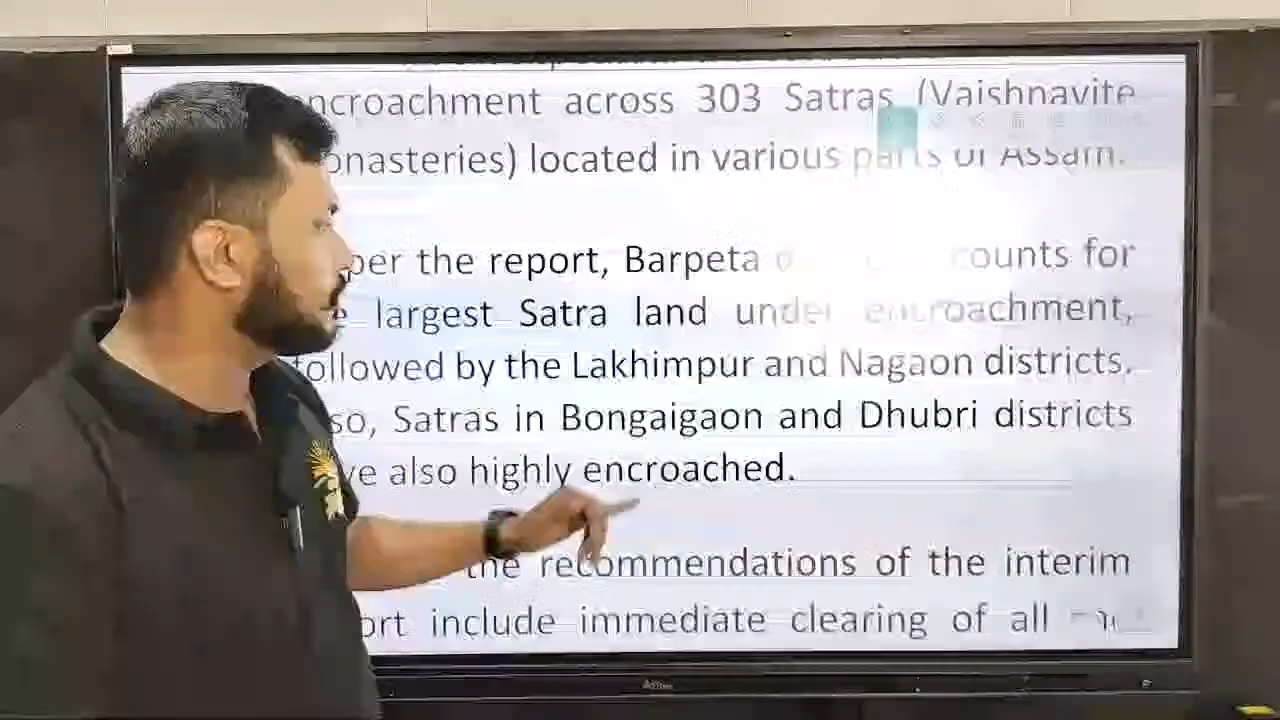 ncroachment across 303 Satras (Vaishnavite
onasteries) located in various parts of Assam.
per the report, Barpeta counts for
e largest Satra land under encroachment,
followed by the Lakhimpur and Nagaon districts.
so, Satras in Bongaigaon and Dhubri districts
ve also highly encroached.
the recommendations of the interim
ort include immediate clearing of all